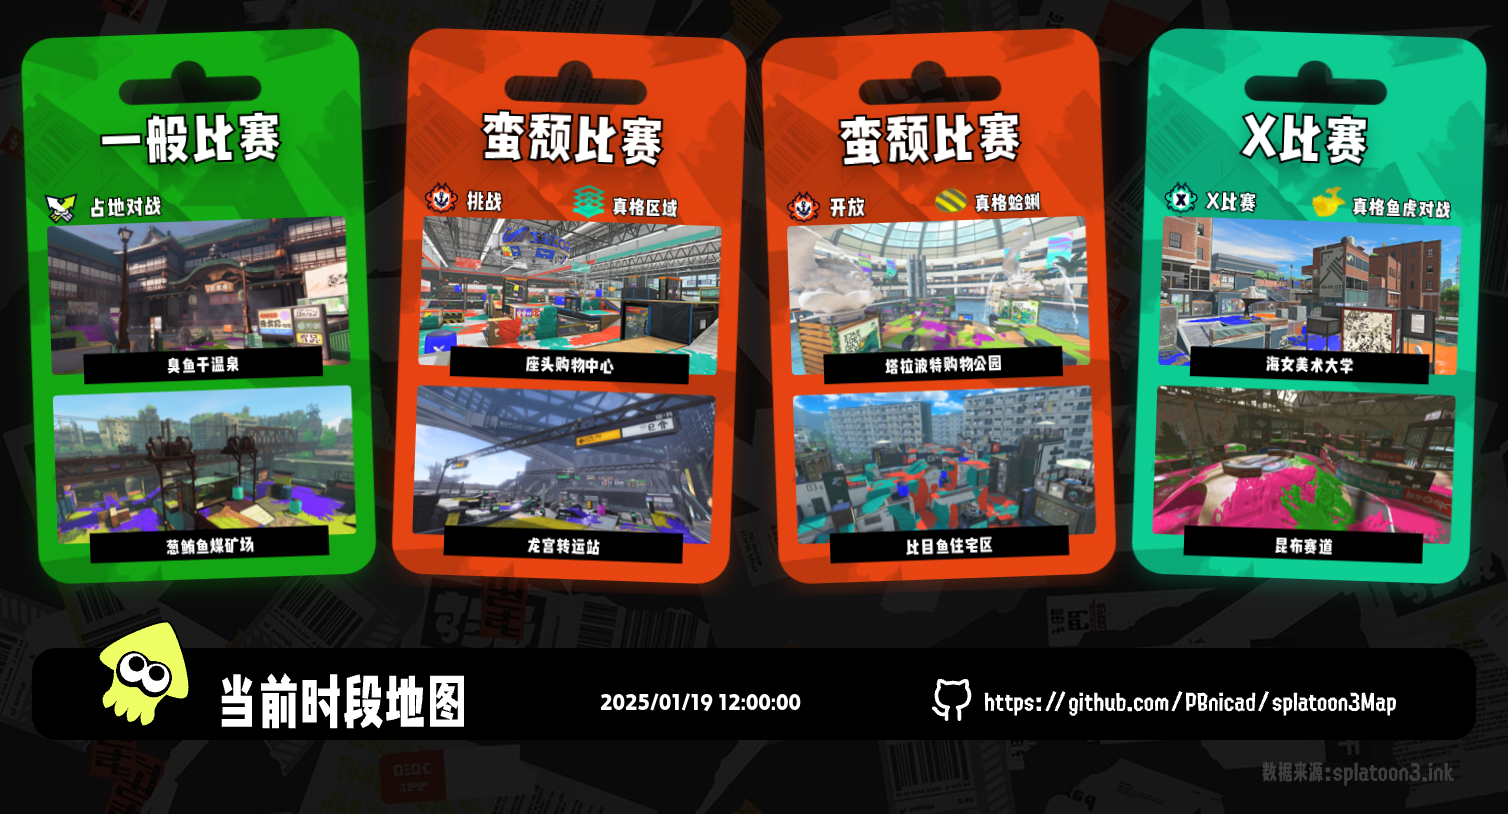 一般比赛
占地对战
臭鱼干温泉
葱鲔鱼煤矿场
蛮颓比赛
挑战
真格区域
座头购物中心
龙宫转运站
蛮颓比赛
开放
真格蛤蜊
塔拉波特购物公园
比目鱼住宅区
X比赛
X比赛
真格鱼虎对战
海女美术大学
昆布赛道
当前时段地图
2025/01/19 12:00:00
https://github.com/PBnicad/splatoon3Map
数据来源:splatoon3.ink